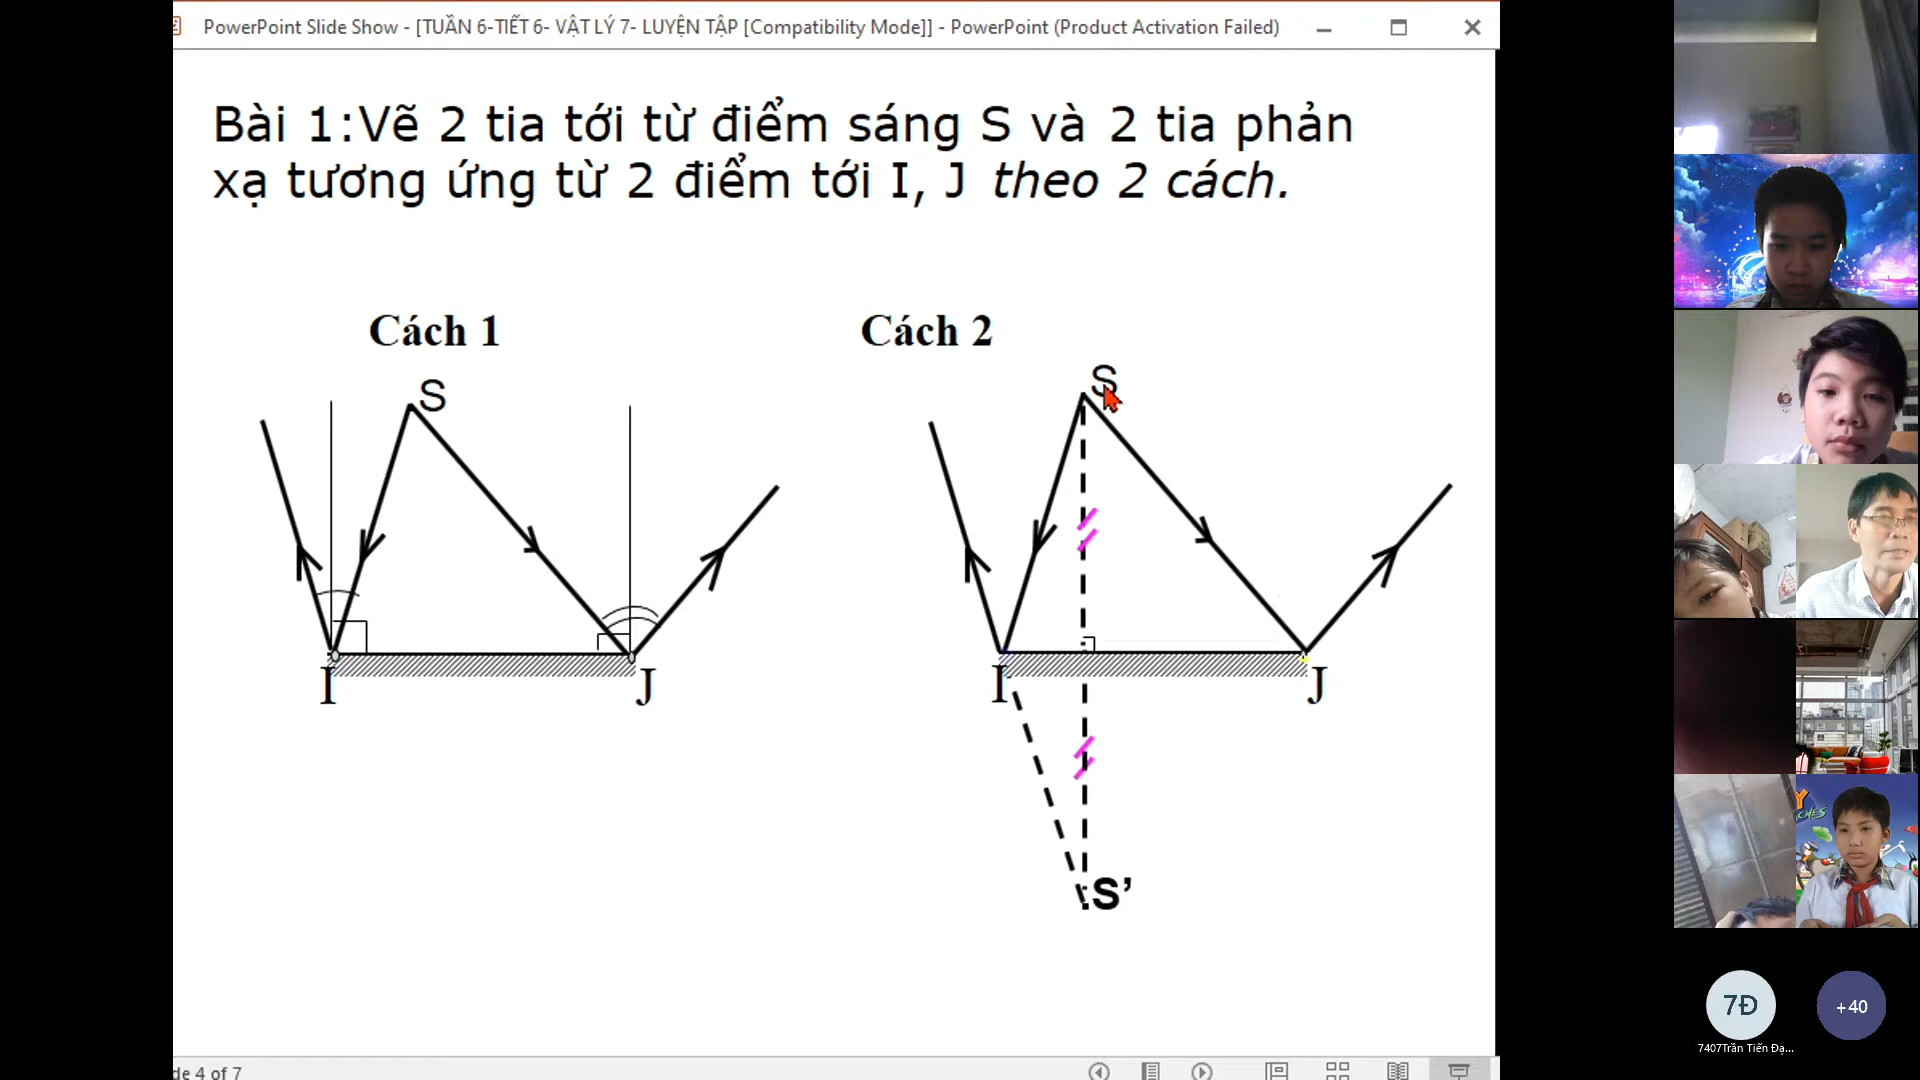 PowerPoint Slide Show - [TUẦN 6-TIẾT 6- VẬT LÝ 7- LUYỆN TẬP [Compatibility Mode]] - PowerPoint (Product Activation Failed)
Bài 1:Vẽ 2 tia tới từ điểm sáng S và 2 tia phản
xạ tương ứng từ 2 điểm tới I, J theo 2 cách.
Cách 1
Cách 2
S
S
I
J
I
J
S’
de 4 of 7
7Đ
+40
7407Trần Tiến Đạ...